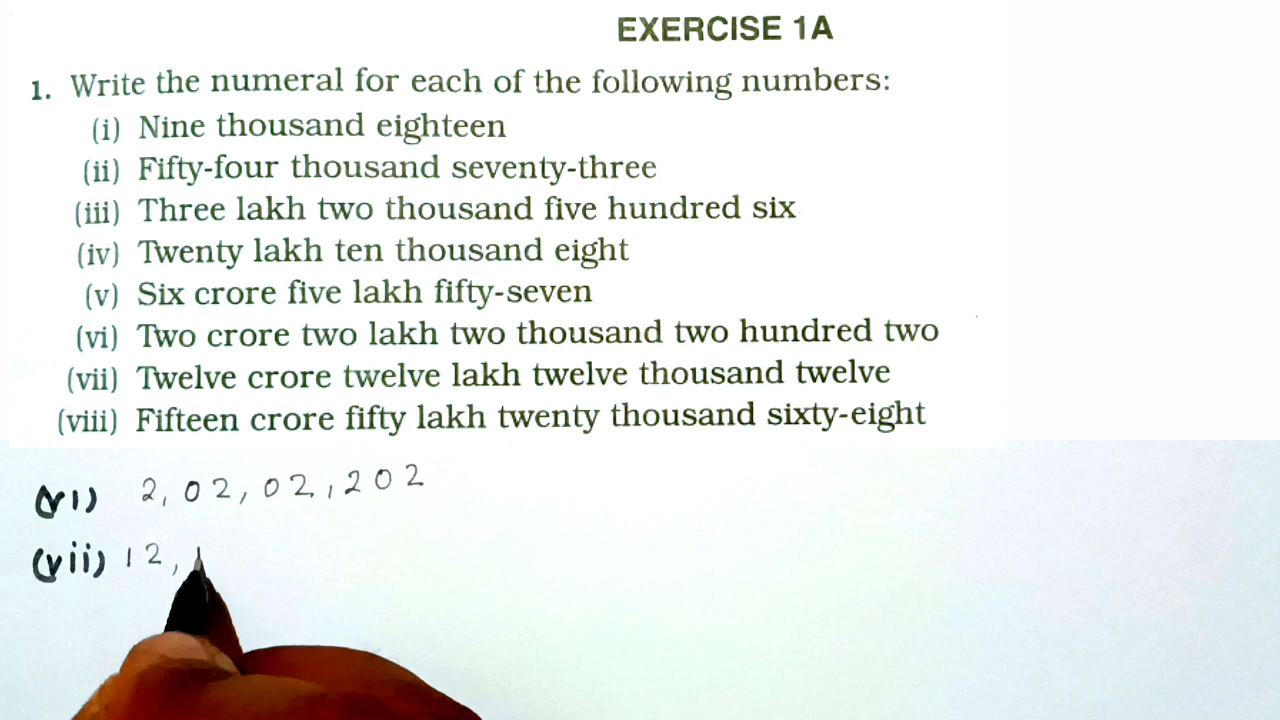 EXERCISE 1A
1. Write the numeral for each of the following numbers:
(i) Nine thousand eighteen
(ii) Fifty-four thousand seventy-three
(iii) Three lakh two thousand five hundred six
(iv) Twenty lakh ten thousand eight
(v) Six crore five lakh fifty-seven
(vi) Two crore two lakh two thousand two hundred two
(vii) Twelve crore twelve lakh twelve thousand twelve
(viii) Fifteen crore fifty lakh twenty thousand sixty-eight
(vi) 2,02,02,202
(vii) 12,1